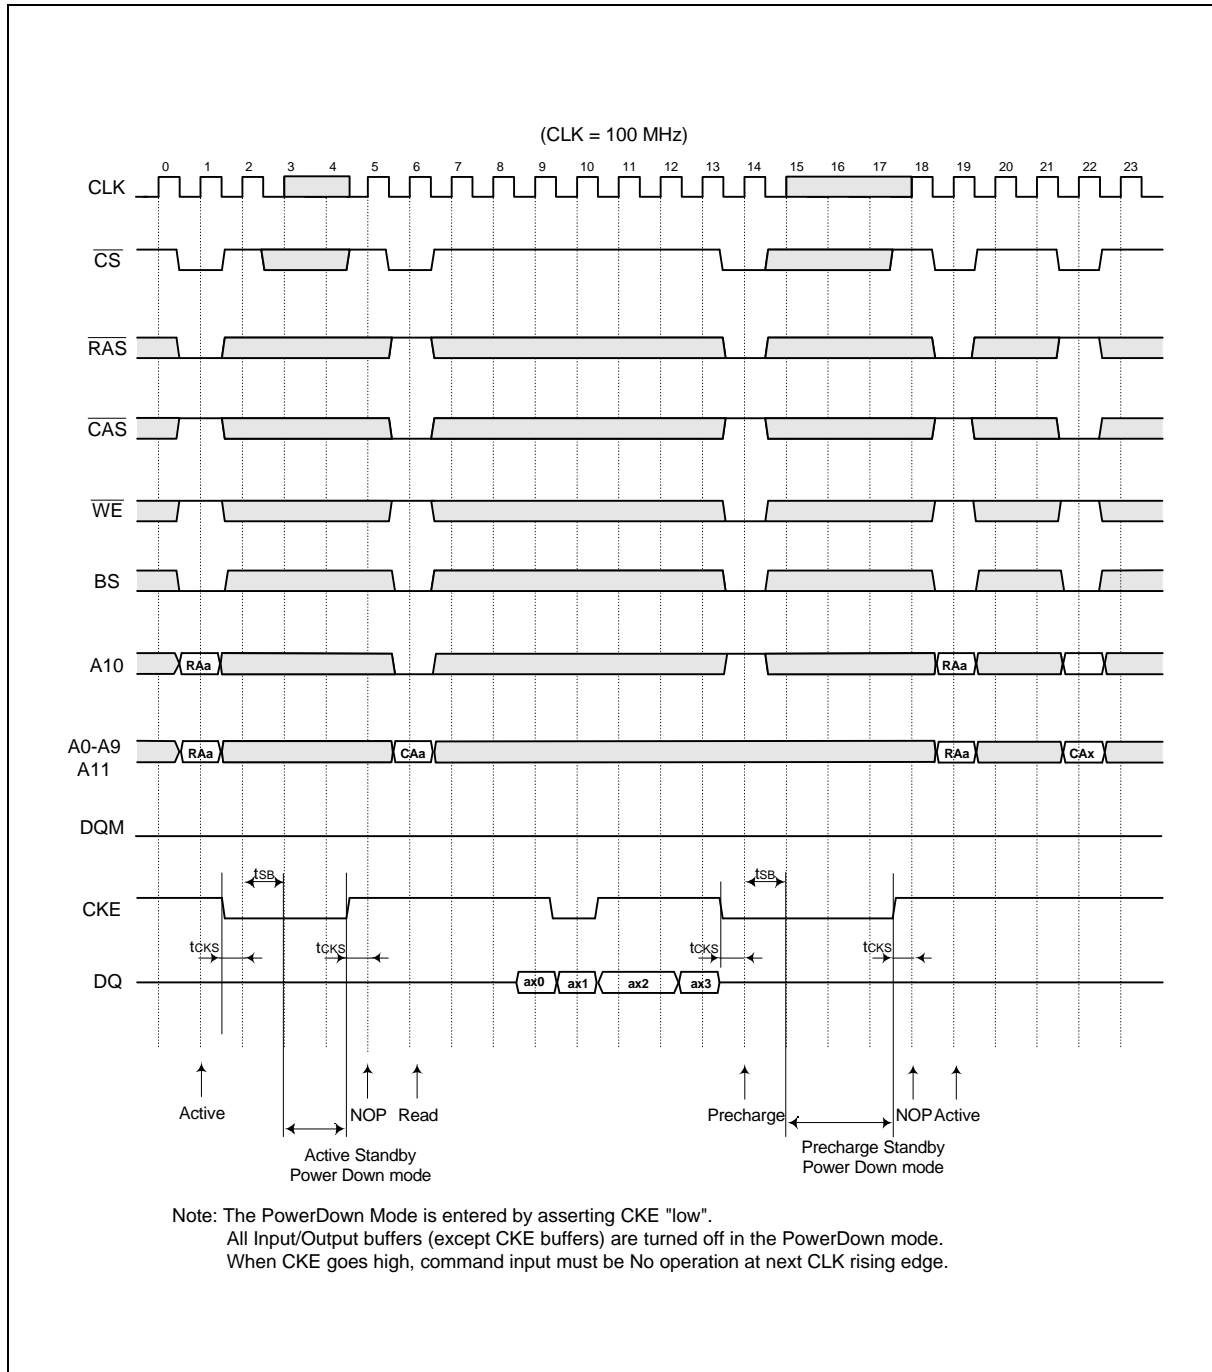 (CLK = 100 MHz)
0 1 2 3 4 5 6 7 8 9 10 11 12 13 14 15 16 17 18 19 20 21 22 23
CLK
CS
RAS
CAS
WE
BS
A10 RAa RAa
A0-A9 RAa CAa RAa CAx
A11
DQM
tSB tSB
CKE
tCKS tCKS tCKS tCKS
DQ ax0 ax1 ax2 ax3
Active NOP Read Precharge NOP Active
Active Standby
Power Down mode
Precharge Standby
Power Down mode
Note: The PowerDown Mode is entered by asserting CKE "low".
All Input/Output buffers (except CKE buffers) are turned off in the PowerDown mode.
When CKE goes high, command input must be No operation at next CLK rising edge.